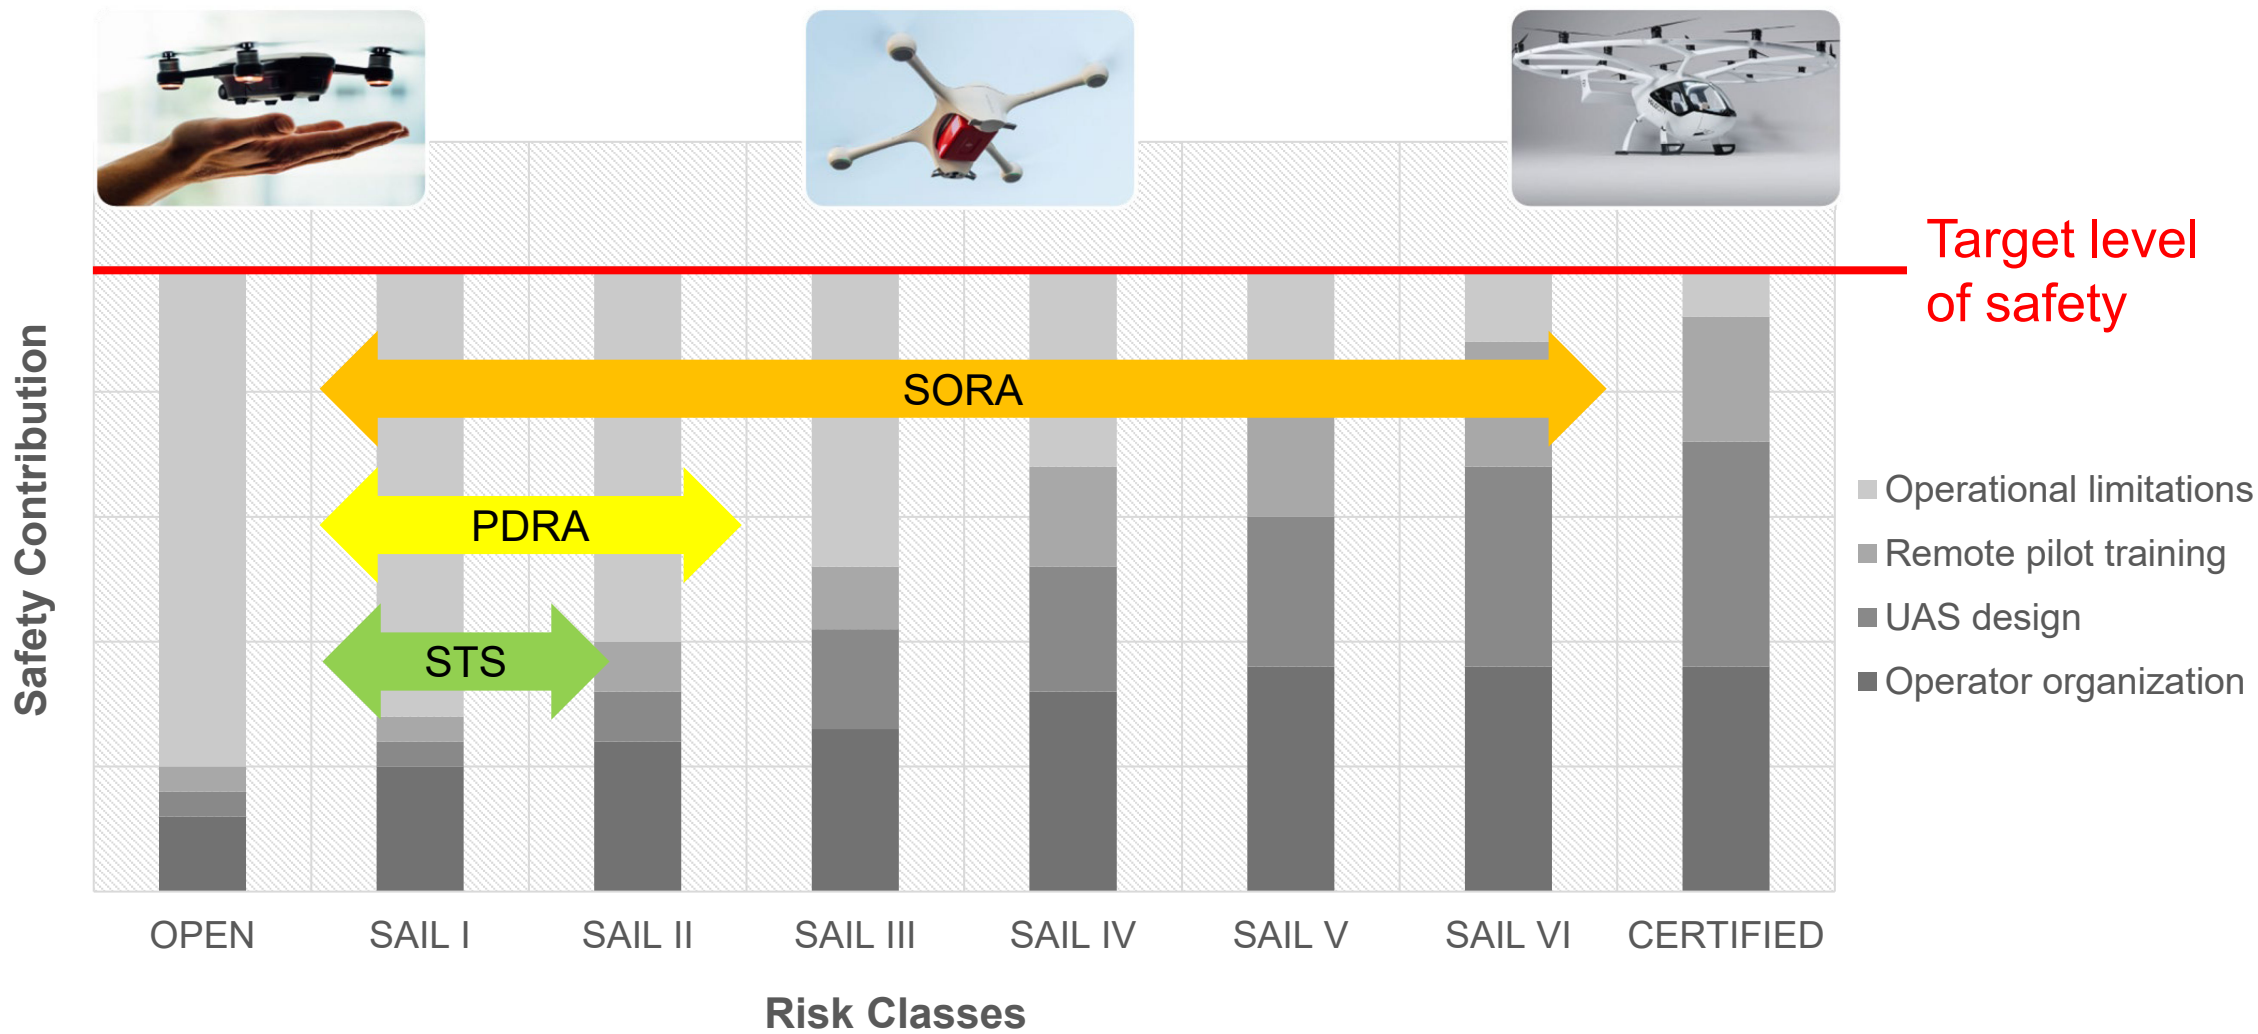 Target level
of safety
Safety Contribution
SORA
PDRA
STS
Operational limitations
Remote pilot training
UAS design
Operator organization
OPEN
SAIL I
SAIL II
SAIL III
SAIL IV
SAIL V
SAIL VI
CERTIFIED
Risk Classes